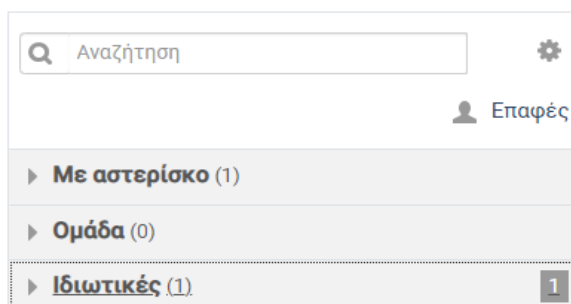 Αναζήτηση
Επαφές
Με αστερίσκο (1)
Ομάδα (0)
Ιδιωτικές (1) 1